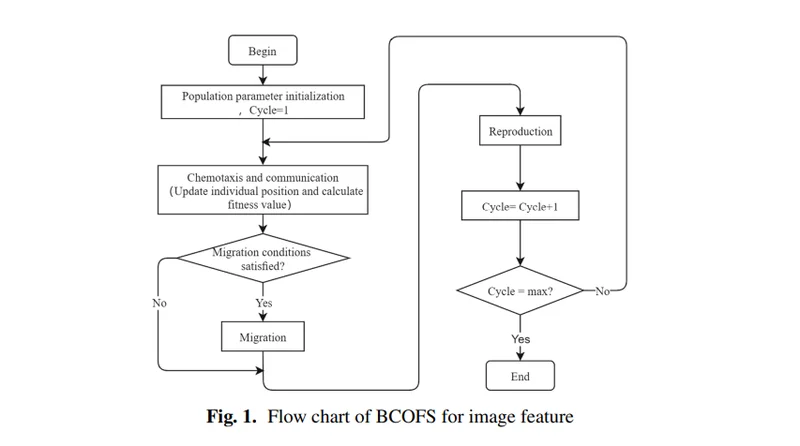 Begin
Population parameter initialization
, Cycle=1
Chemotaxis and communication
(Update individual position and calculate
fitness value)
Migration conditions
satisfied?
No
Yes
Migration
Reproduction
Cycle= Cycle+1
Cycle = max?
No
Yes
End
Fig. 1. Flow chart of BCOFS for image feature